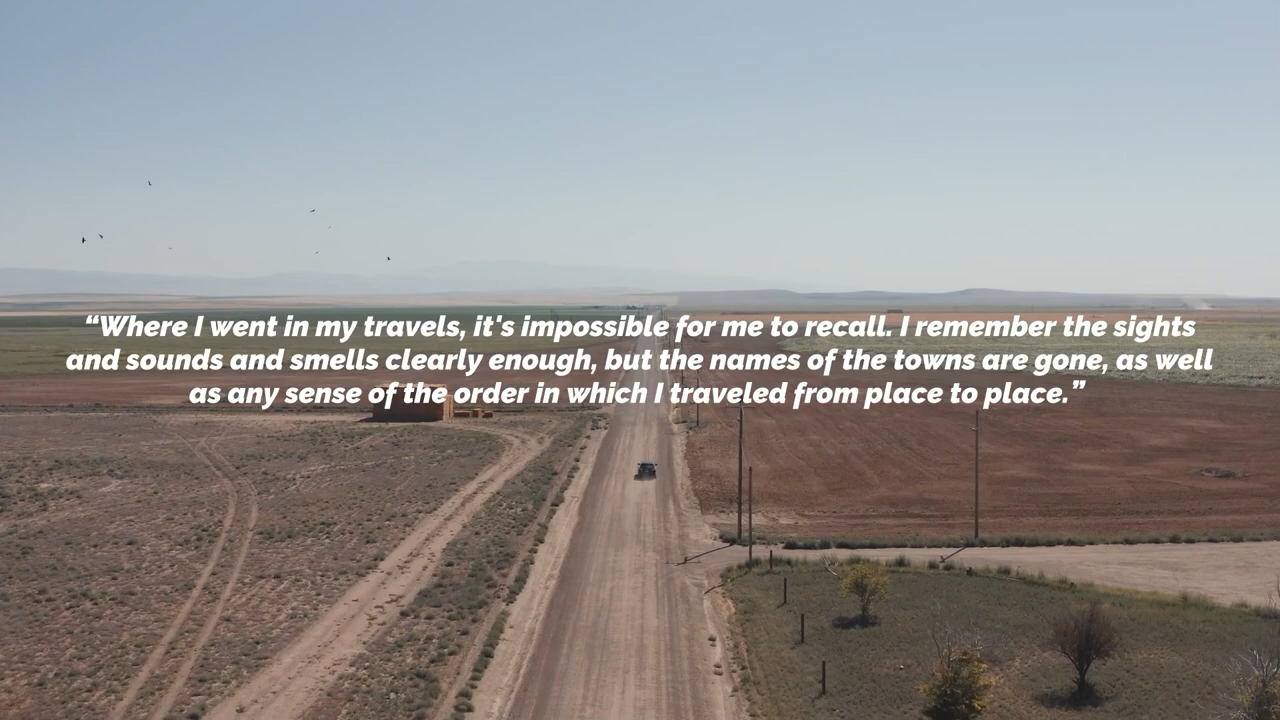 “Where I went in my travels, it's impossible for me to recall. I remember the sights
and sounds and smells clearly enough, but the names of the towns are gone, as well
as any sense of the order in which I traveled from place to place.”